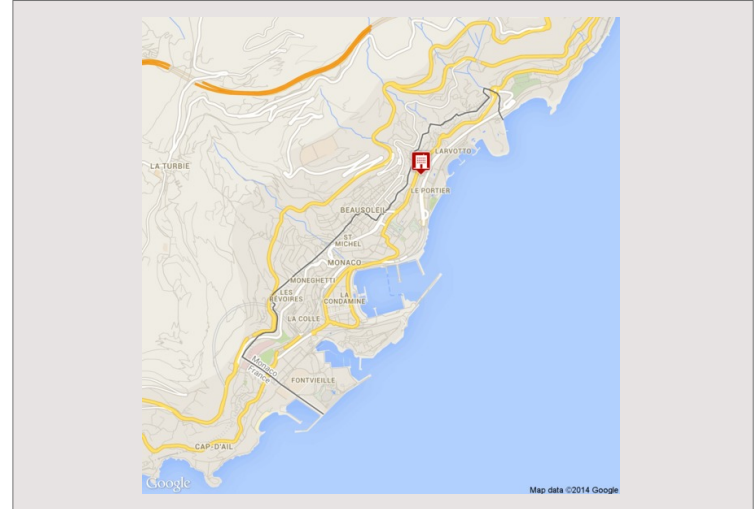 LARVOTTO
LA TURBIE
LE PORTIER
BEAUSOLEIL
ST
MICHEL
MONACO
MONEGHETTI
LES
RÉVOIRES
LA
CONDAMINE
LA COLLE
Monaco
France
FONTVIEILLE
CAP-D'AIL
Google
Map data ©2014 Google